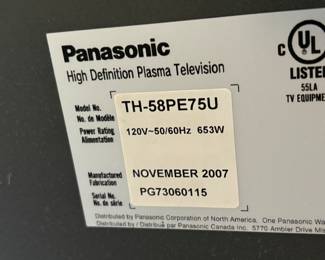 Panasonic
High Definition Plasma Television
Model No.
No. de Modèle
TH-58PE75U
Power Rating
Alimentation
120V~50/60Hz 653W
Manufactured
Fabrication
NOVEMBER 2007
Serial No.
No. de série
PG73060115
C UL
LISTE
55LA
TV EQUIPME
Distributed by Panasonic Corporation of North America. One Panasonic Wa
Distributed by / Distribué par : Panasonic Canada Inc. 5770 Ambler Drive Mis